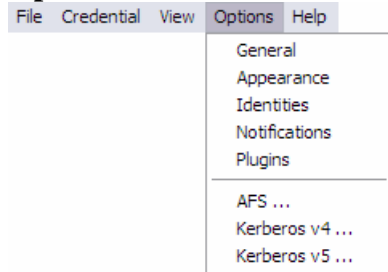 File Credential View Options Help
General
Appearance
Identities
Notifications
Plugins
AFS ...
Kerberos v4 ...
Kerberos v5 ...